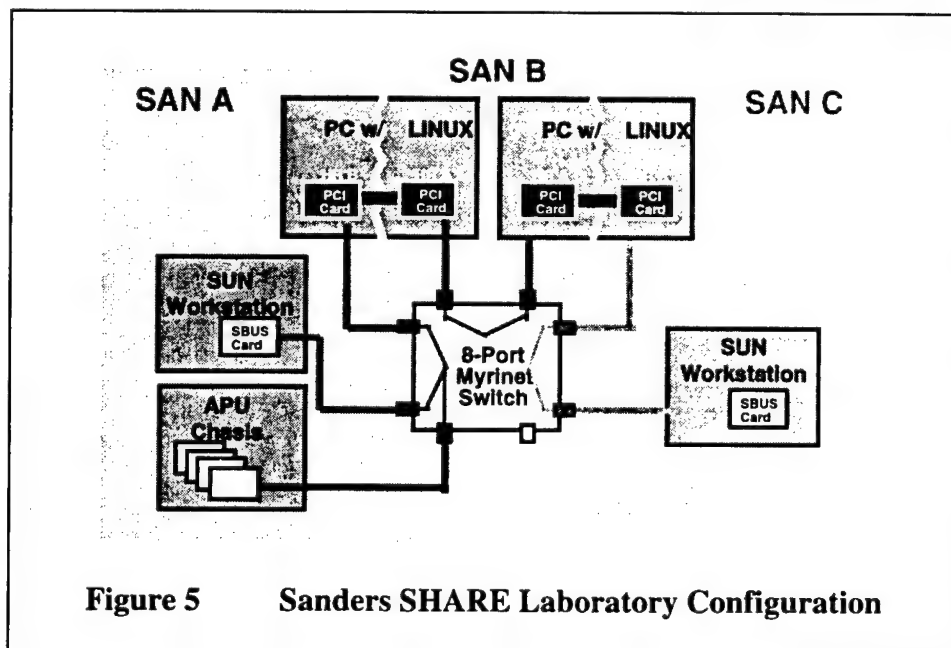 SAN B
SAN A
SAN C
PC w/ LINUX
PC w/ LINUX
PCI
Card
PCI
Card
PCI
Card
PCI
Card
SUN
Workstation
SBUS
Card
8-Port
Myrinet
Switch
SUN
Workstation
SBUS
Card
APU
Chasis
Figure 5 Sanders SHARE Laboratory Configuration